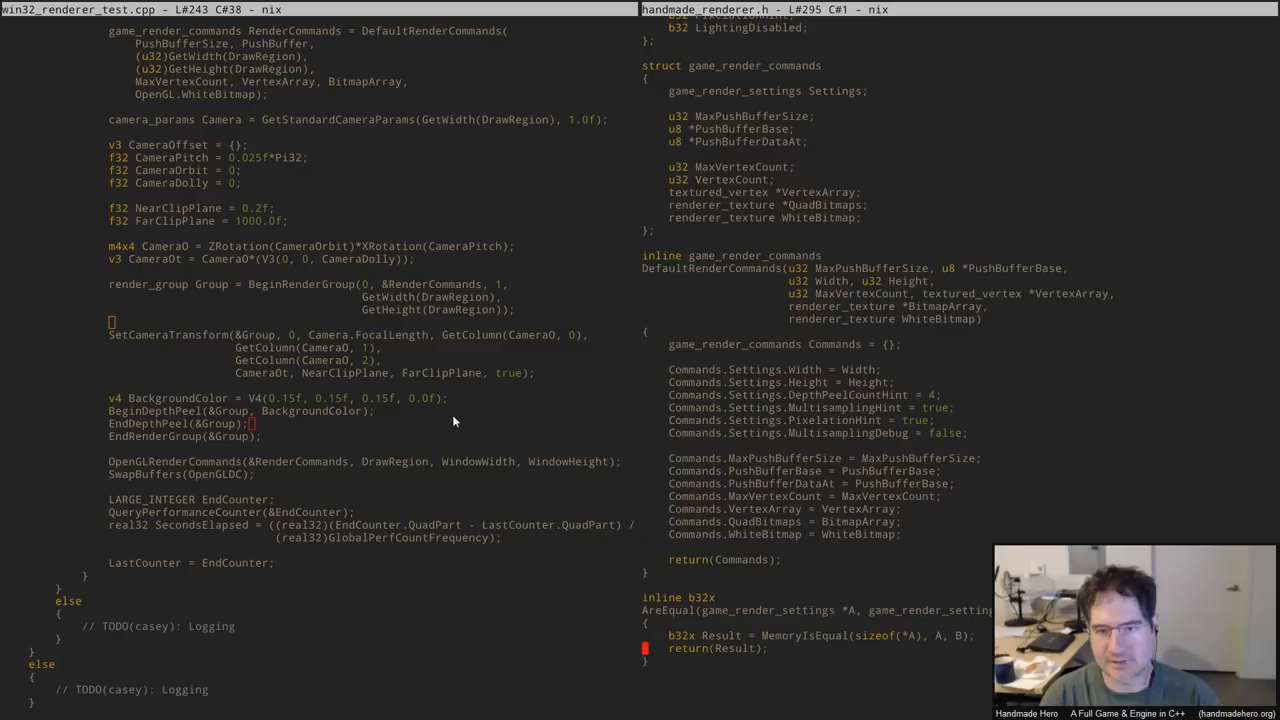 win32_renderer_test.cpp - L#243 C#38 - nix
game_render_commands RenderCommands = DefaultRenderCommands(
PushBufferSize, PushBuffer,
(u32)GetWidth(DrawRegion),
(u32)GetHeight(DrawRegion),
MaxVertexCount, VertexArray, BitmapArray,
OpenGL.WhiteBitmap);
camera_params Camera = GetStandardCameraParams(GetWidth(DrawRegion), 1.0f);
v3 CameraOffset = {};
f32 CameraPitch = 0.025f*Pi32;
f32 CameraOrbit = 0;
f32 CameraDolly = 0;
f32 NearClipPlane = 0.2f;
f32 FarClipPlane = 1000.0f;
m4x4 CameraO = ZRotation(CameraOrbit)*XRotation(CameraPitch);
v3 CameraOt = CameraO*(V3(0, 0, CameraDolly));
render_group Group = BeginRenderGroup(0, &RenderCommands, 1,
GetWidth(DrawRegion),
GetHeight(DrawRegion));
SetCameraTransform(&Group, 0, Camera.FocalLength, GetColumn(CameraO, 0),
GetColumn(CameraO, 1),
GetColumn(CameraO, 2),
CameraOt, NearClipPlane, FarClipPlane, true);
v4 BackgroundColor = V4(0.15f, 0.15f, 0.15f, 0.0f);
BeginDepthPeel(&Group, BackgroundColor);
EndDepthPeel(&Group);
EndRenderGroup(&Group);
OpenGLRenderCommands(&RenderCommands, DrawRegion, WindowWidth, WindowHeight);
SwapBuffers(OpenGLDC);
LARGE_INTEGER EndCounter;
QueryPerformanceCounter(&EndCounter);
real32 SecondsElapsed = ((real32)(EndCounter.QuadPart - LastCounter.QuadPart) /
(real32)GlobalPerfCountFrequency);
LastCounter = EndCounter;
}
}
else
{
// TODO(casey): Logging
}
}
else
{
// TODO(casey): Logging
}
handmade_renderer.h - L#295 C#1 - nix
b32 PixelationHint;
b32 LightingDisabled;
};
struct game_render_commands
{
game_render_settings Settings;
u32 MaxPushBufferSize;
u8 *PushBufferBase;
u8 *PushBufferDataAt;
u32 MaxVertexCount;
u32 VertexCount;
textured_vertex *VertexArray;
renderer_texture *QuadBitmaps;
renderer_texture WhiteBitmap;
};
inline game_render_commands
DefaultRenderCommands(u32 MaxPushBufferSize, u8 *PushBufferBase,
u32 Width, u32 Height,
u32 MaxVertexCount, textured_vertex *VertexArray,
renderer_texture *BitmapArray,
renderer_texture WhiteBitmap)
{
game_render_commands Commands = {};
Commands.Settings.Width = Width;
Commands.Settings.Height = Height;
Commands.Settings.DepthPeelCountHint = 4;
Commands.Settings.MultisamplingHint = true;
Commands.Settings.PixelationHint = true;
Commands.Settings.MultisamplingDebug = false;
Commands.MaxPushBufferSize = MaxPushBufferSize;
Commands.PushBufferBase = PushBufferBase;
Commands.PushBufferDataAt = PushBufferBase;
Commands.MaxVertexCount = MaxVertexCount;
Commands.VertexArray = VertexArray;
Commands.QuadBitmaps = BitmapArray;
Commands.WhiteBitmap = WhiteBitmap;
return(Commands);
}
inline b32x
AreEqual(game_render_settings *A, game_render_setting
{
b32x Result = MemoryIsEqual(sizeof(*A), A, B);
return(Result);
}
Handmade Hero A Full Game & Engine in C++ (handmadehero.org)